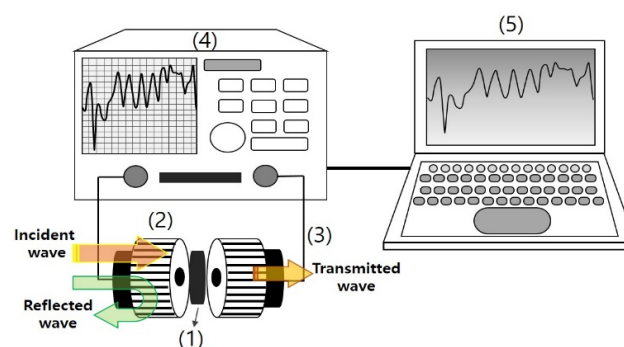 (4)
(5)
(2)
Incident
wave
(3)
Transmitted
wave
Reflected
wave
(1)